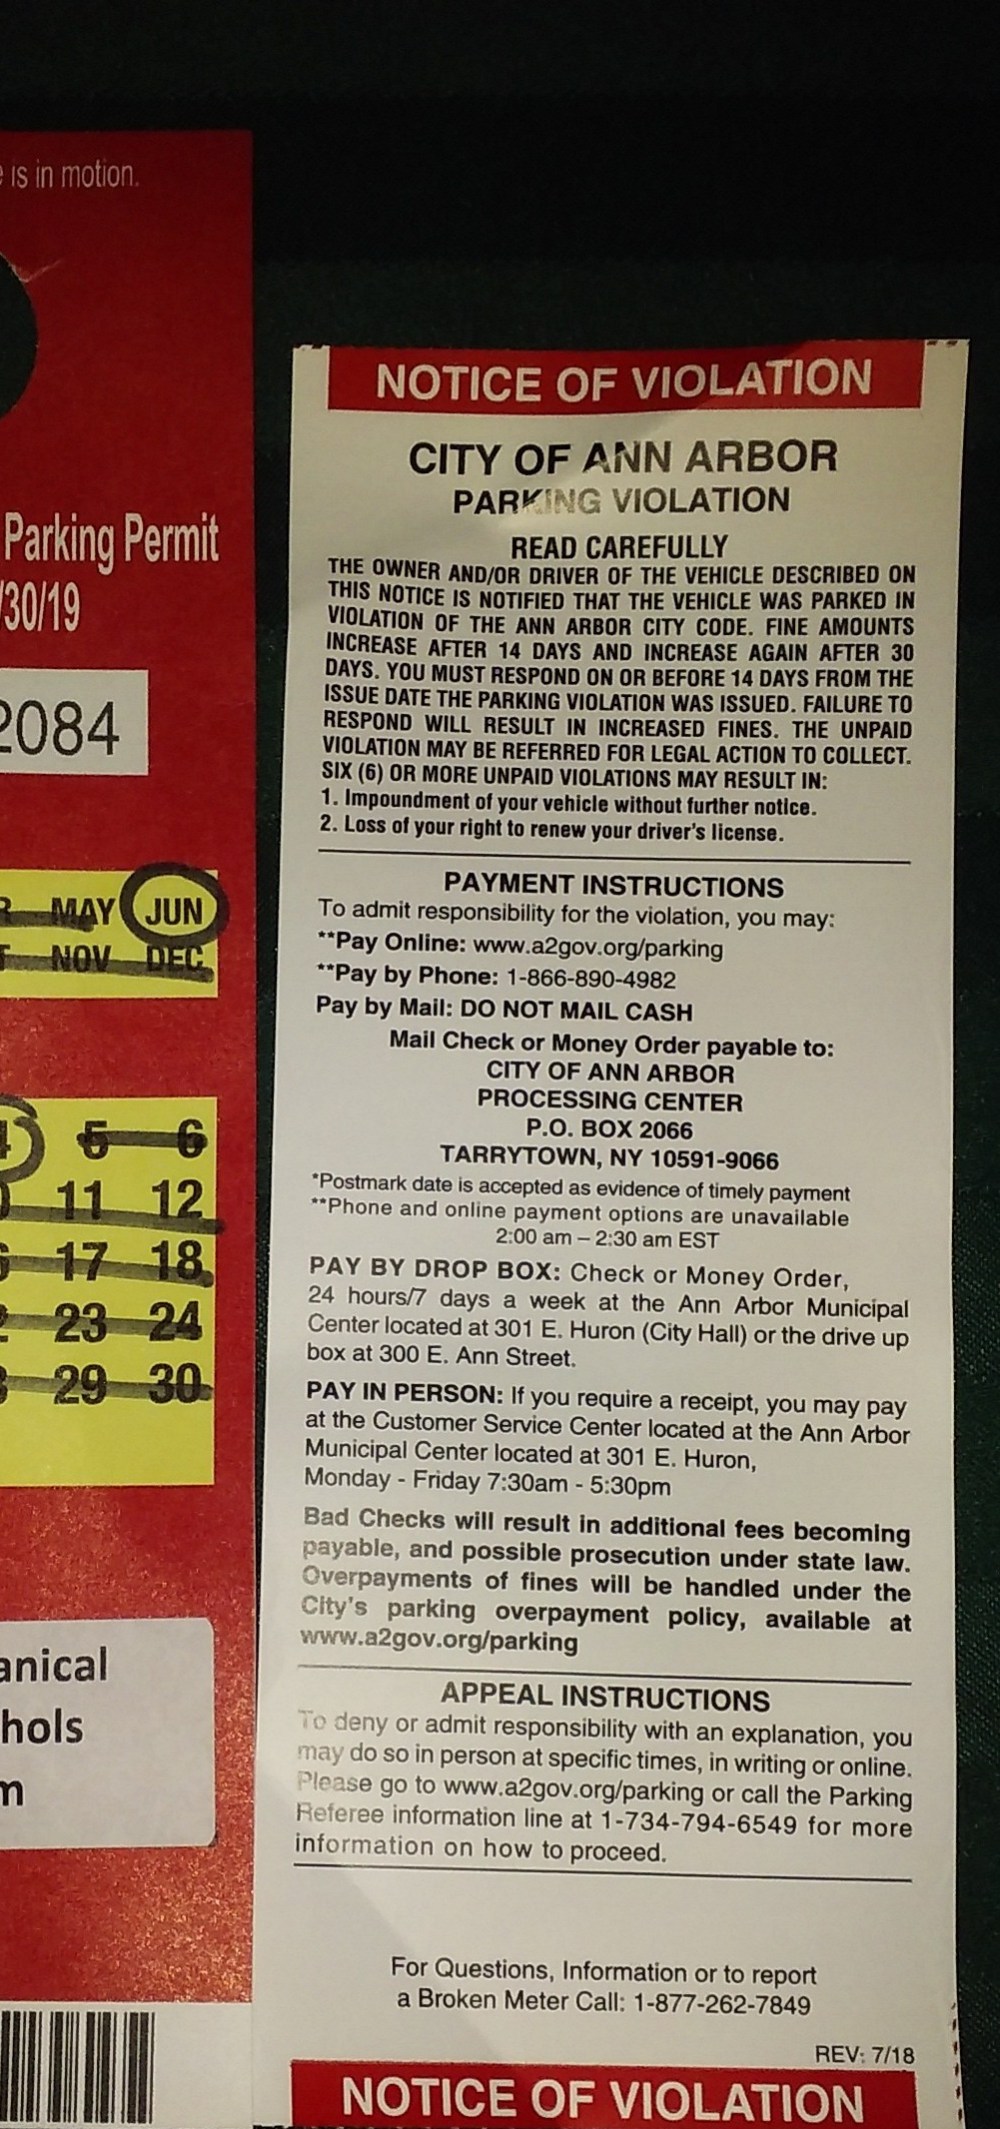 is in motion.
Parking Permit
/30/19
2084
MAY JUN
NOV DEC
5 6
11 12
17 18
23 24
29 30
anical
hols
m
NOTICE OF VIOLATION
CITY OF ANN ARBOR
PARKING VIOLATION
READ CAREFULLY
THE OWNER AND/OR DRIVER OF THE VEHICLE DESCRIBED ON
THIS NOTICE IS NOTIFIED THAT THE VEHICLE WAS PARKED IN
VIOLATION OF THE ANN ARBOR CITY CODE. FINE AMOUNTS
INCREASE AFTER 14 DAYS AND INCREASE AGAIN AFTER 30
DAYS. YOU MUST RESPOND ON OR BEFORE 14 DAYS FROM THE
ISSUE DATE THE PARKING VIOLATION WAS ISSUED. FAILURE TO
RESPOND WILL RESULT IN INCREASED FINES. THE UNPAID
VIOLATION MAY BE REFERRED FOR LEGAL ACTION TO COLLECT.
SIX (6) OR MORE UNPAID VIOLATIONS MAY RESULT IN:
1. Impoundment of your vehicle without further notice.
2. Loss of your right to renew your driver's license.
PAYMENT INSTRUCTIONS
To admit responsibility for the violation, you may:
**Pay Online: www.a2gov.org/parking
**Pay by Phone: 1-866-890-4982
Pay by Mail: DO NOT MAIL CASH
Mail Check or Money Order payable to:
CITY OF ANN ARBOR
PROCESSING CENTER
P.O. BOX 2066
TARRYTOWN, NY 10591-9066
*Postmark date is accepted as evidence of timely payment
**Phone and online payment options are unavailable
2:00 am – 2:30 am EST
PAY BY DROP BOX: Check or Money Order,
24 hours/7 days a week at the Ann Arbor Municipal
Center located at 301 E. Huron (City Hall) or the drive up
box at 300 E. Ann Street.
PAY IN PERSON: If you require a receipt, you may pay
at the Customer Service Center located at the Ann Arbor
Municipal Center located at 301 E. Huron,
Monday - Friday 7:30am - 5:30pm
Bad Checks will result in additional fees becoming
payable, and possible prosecution under state law.
Overpayments of fines will be handled under the
City's parking overpayment policy, available at
www.a2gov.org/parking
APPEAL INSTRUCTIONS
To deny or admit responsibility with an explanation, you
may do so in person at specific times, in writing or online.
Please go to www.a2gov.org/parking or call the Parking
Referee information line at 1-734-794-6549 for more
information on how to proceed.
For Questions, Information or to report
a Broken Meter Call: 1-877-262-7849
REV: 7/18
NOTICE OF VIOLATION